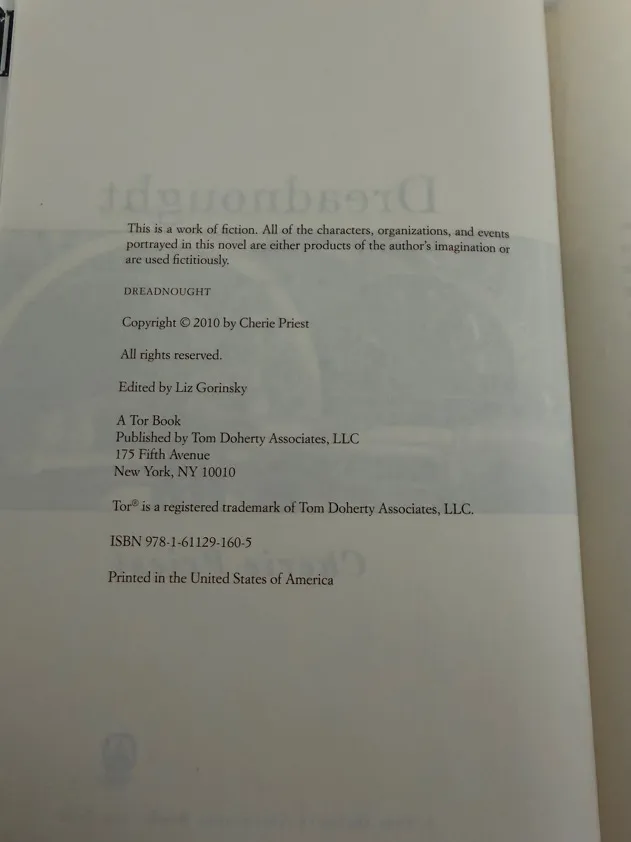 Dreadnought
This is a work of fiction. All of the characters, organizations, and events
portrayed in this novel are either products of the author's imagination or
are used fictitiously.
DREADNOUGHT
Copyright © 2010 by Cherie Priest
All rights reserved.
Edited by Liz Gorinsky
A Tor Book
Published by Tom Doherty Associates, LLC
175 Fifth Avenue
New York, NY 10010
Tor® is a registered trademark of Tom Doherty Associates, LLC.
ISBN 978-1-61129-160-5
Printed in the United States of America